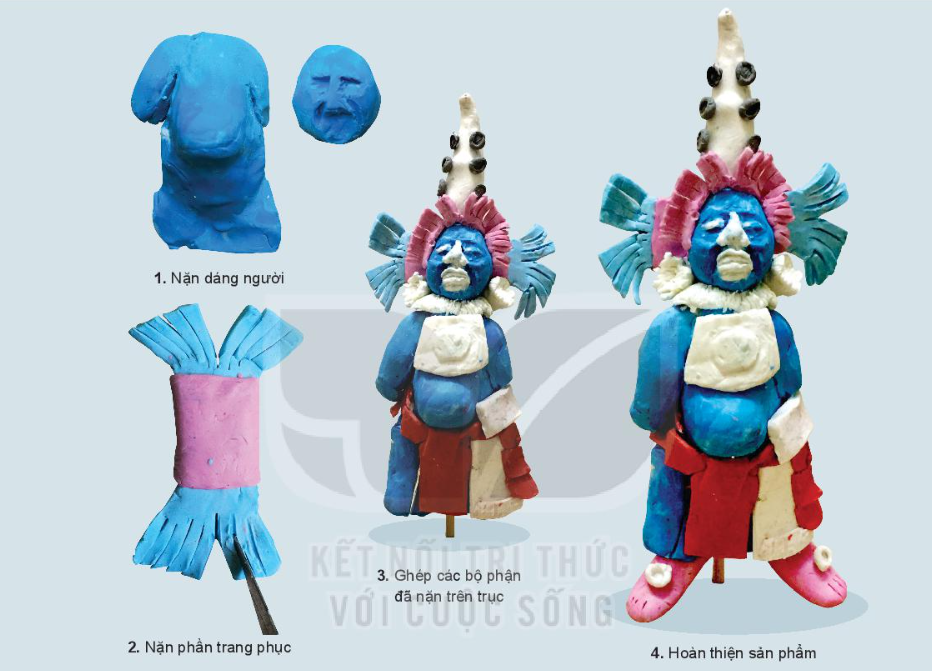 1. Nặn dáng người
2. Nặn phần trang phục
3. Ghép các bộ phận
đã nặn trên trục
4. Hoàn thiện sản phẩm
KẾT NỐI TRI THỨC
VỚI CUỘC SỐNG